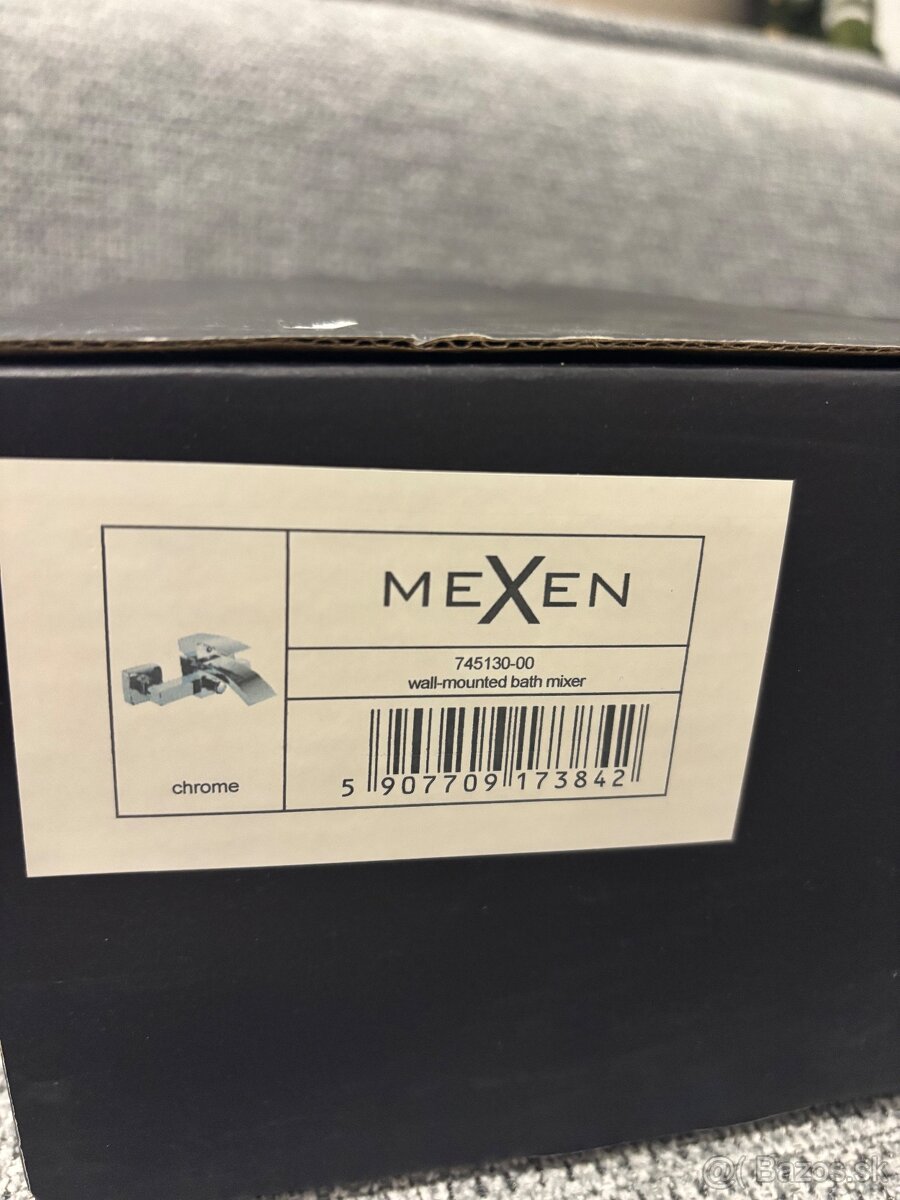 MEXEN
745130-00
wall-mounted bath mixer
chrome
5 907709 173842
@( Bazos.sk